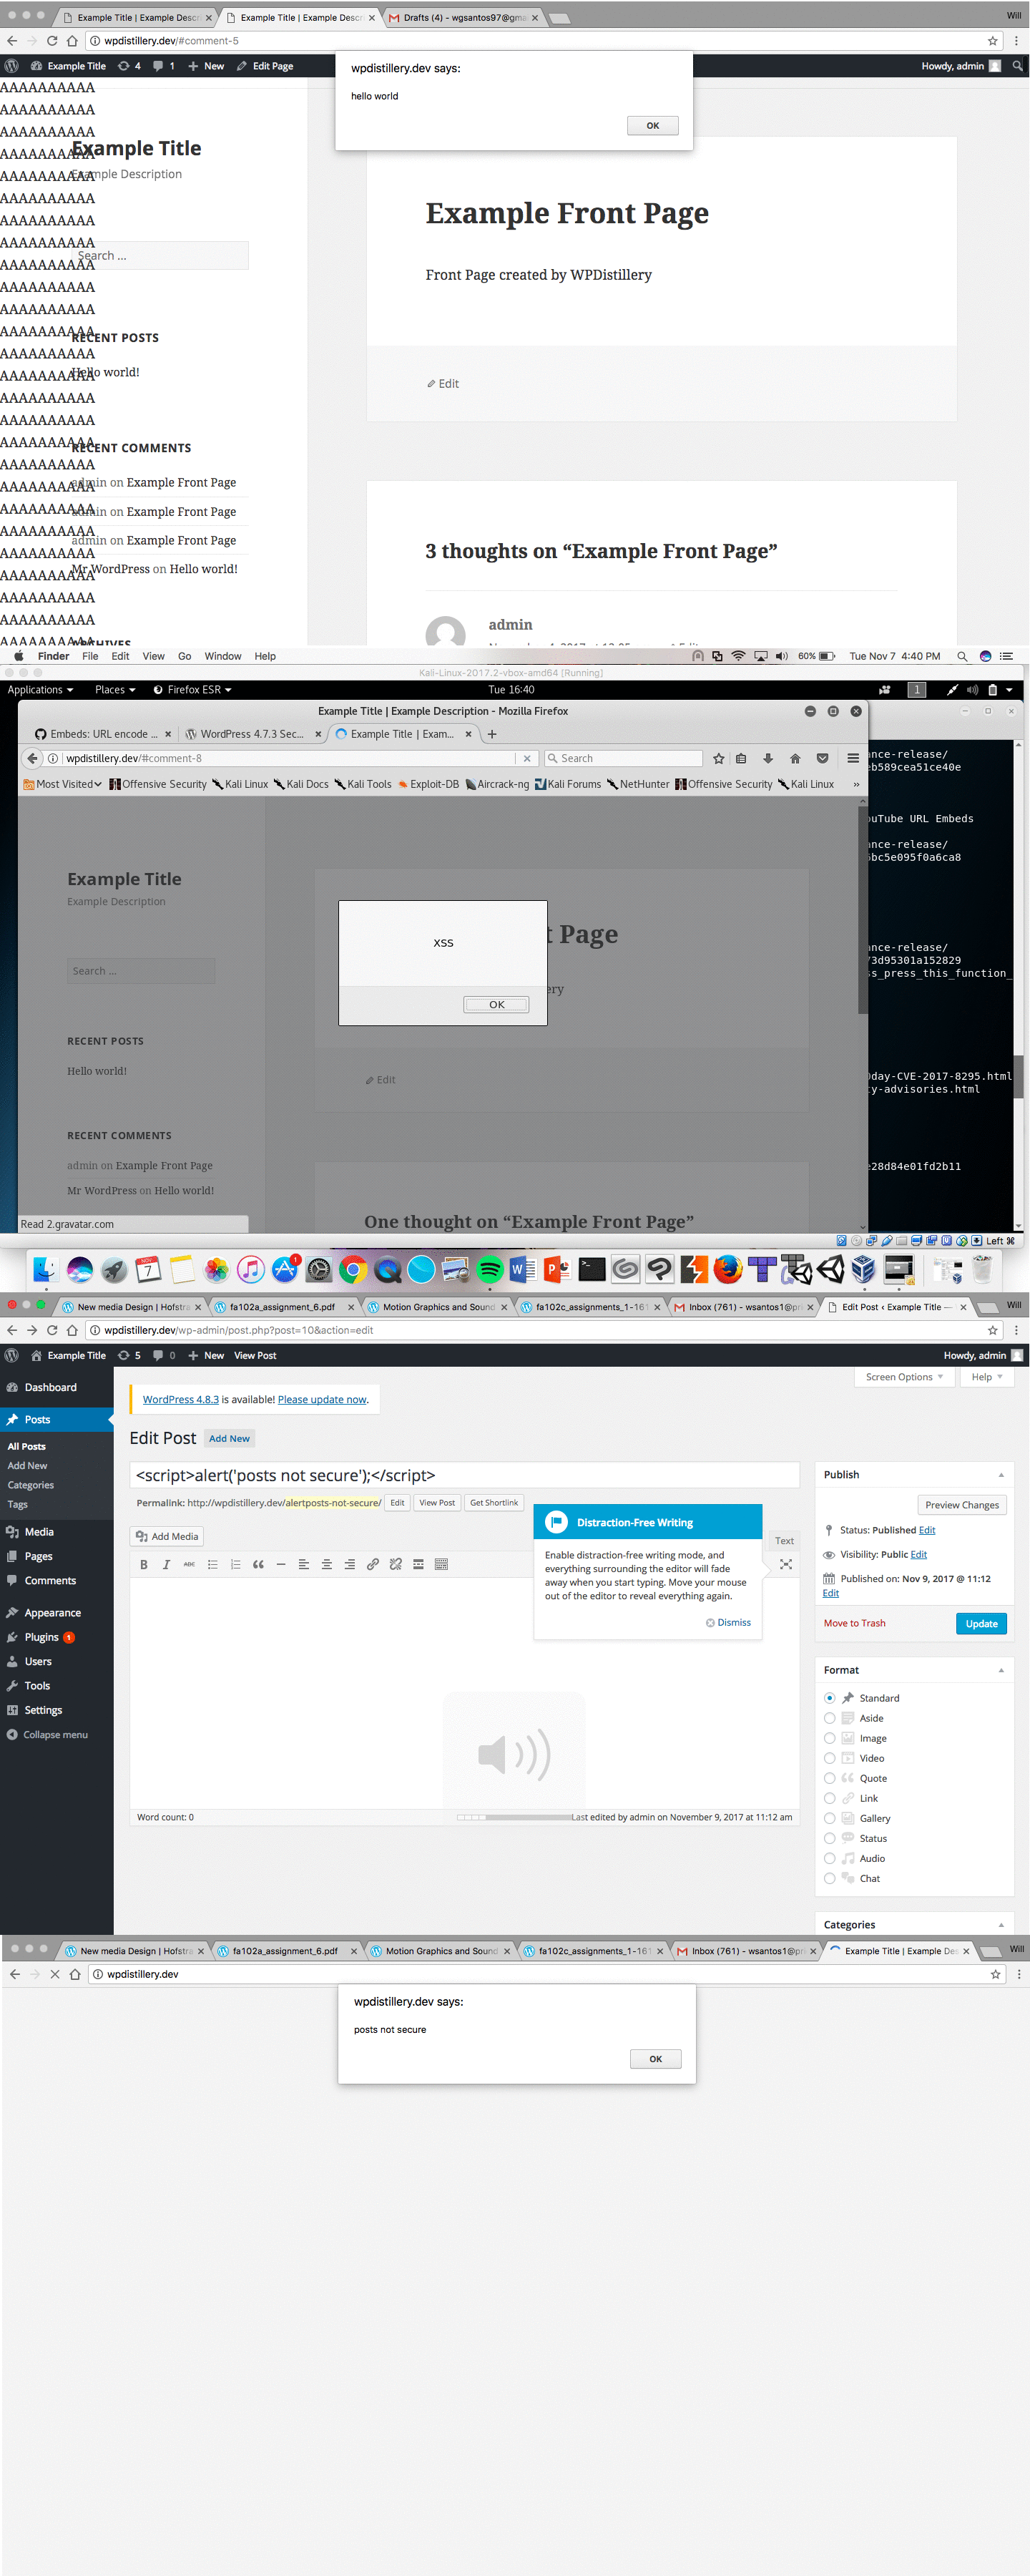 Example Title | Example Descri
Example Title | Example Descr
Drafts (4) - wgsantos97@gma
Will
wpdistillery.dev/#comment-5
Example Title
4
1
New
Edit Page
Howdy, admin
wpdistillery.dev says:
hello world
OK
AAAAAAAAAA
AAAAAAAAAA
AAAAAAAAAA
AAAAAAAAAA
Example Title
AAAAAAAAAA
Example Description
AAAAAAAAAA
AAAAAAAAAA
AAAAAAAAAA
Search ...
AAAAAAAAAA
AAAAAAAAAA
AAAAAAAAAA
AAAAAAAAAA
RECENT POSTS
AAAAAAAAAA
Hello world!
AAAAAAAAAA
AAAAAAAAAA
AAAAAAAAAA
AAAAAAAAAA
RECENT COMMENTS
AAAAAAAAAA
admin on Example Front Page
AAAAAAAAAA
admin on Example Front Page
AAAAAAAAAA
admin on Example Front Page
AAAAAAAAAA
AAAAAAAAAA
Mr WordPress on Hello world!
AAAAAAAAAA
AAAAAAAAAA
AAAAAAAAAA
AAAAAAAAAA
ARCHIVES
Example Front Page
Front Page created by WPDistillery
Edit
3 thoughts on “Example Front Page”
admin
Finder File Edit View Go Window Help
60% Tue Nov 7 4:40 PM
Kali-Linux-2017.2-vbox-amd64 [Running]
Applications Places Firefox ESR
Tue 16:40
1
Example Title | Example Description - Mozilla Firefox
Embeds: URL encode ...
WordPress 4.7.3 Sec...
Example Title | Exam...
wpdistillery.dev/#comment-8
Search
Most Visited Offensive Security Kali Linux Kali Docs Kali Tools Exploit-DB Aircrack-ng Kali Forums NetHunter Offensive Security Kali Linux »
Example Title
Example Description
Search ...
RECENT POSTS
Hello world!
RECENT COMMENTS
admin on Example Front Page
Mr WordPress on Hello world!
Read 2.gravatar.com
XSS
OK
t Page
ery
Edit
One thought on “Example Front Page”
ance-release/
eb589cea51ce40e
ouTube URL Embeds
ance-release/
6bc5e095f0a6ca8
ance-release/
73d95301a152829
ss_press_this_function_
0day-CVE-2017-8295.html
ty-advisories.html
e28d84e01fd2b11
Left ⌘
NOV
7
1
New media Design | Hofstra
fa102a_assignment_6.pdf
Motion Graphics and Sound
fa102c_assignments_1-161
Inbox (761) - wsantos1@pri
Edit Post ‹ Example Title —
Will
wpdistillery.dev/wp-admin/post.php?post=10&action=edit
Example Title
5
0
New
View Post
Howdy, admin
Dashboard
Posts
All Posts
Add New
Categories
Tags
Media
Pages
Comments
Appearance
Plugins 1
Users
Tools
Settings
Collapse menu
Screen Options
Help
WordPress 4.8.3 is available! Please update now.
Edit Post Add New
<script>alert('posts not secure');</script>
Permalink: http://wpdistillery.dev/alertposts-not-secure/ Edit View Post Get Shortlink
Add Media
Text
Distraction-Free Writing
Enable distraction-free writing mode, and
everything surrounding the editor will fade
away when you start typing. Move your mouse
out of the editor to reveal everything again.
Dismiss
B I ABC
Word count: 0
Last edited by admin on November 9, 2017 at 11:12 am
Publish
Preview Changes
Status: Published Edit
Visibility: Public Edit
Published on: Nov 9, 2017 @ 11:12
Edit
Move to Trash
Update
Format
Standard
Aside
Image
Video
Quote
Link
Gallery
Status
Audio
Chat
Categories
New media Design | Hofstra
fa102a_assignment_6.pdf
Motion Graphics and Sound
fa102c_assignments_1-161
Inbox (761) - wsantos1@pri
Example Title | Example Des
Will
wpdistillery.dev
wpdistillery.dev says:
posts not secure
OK